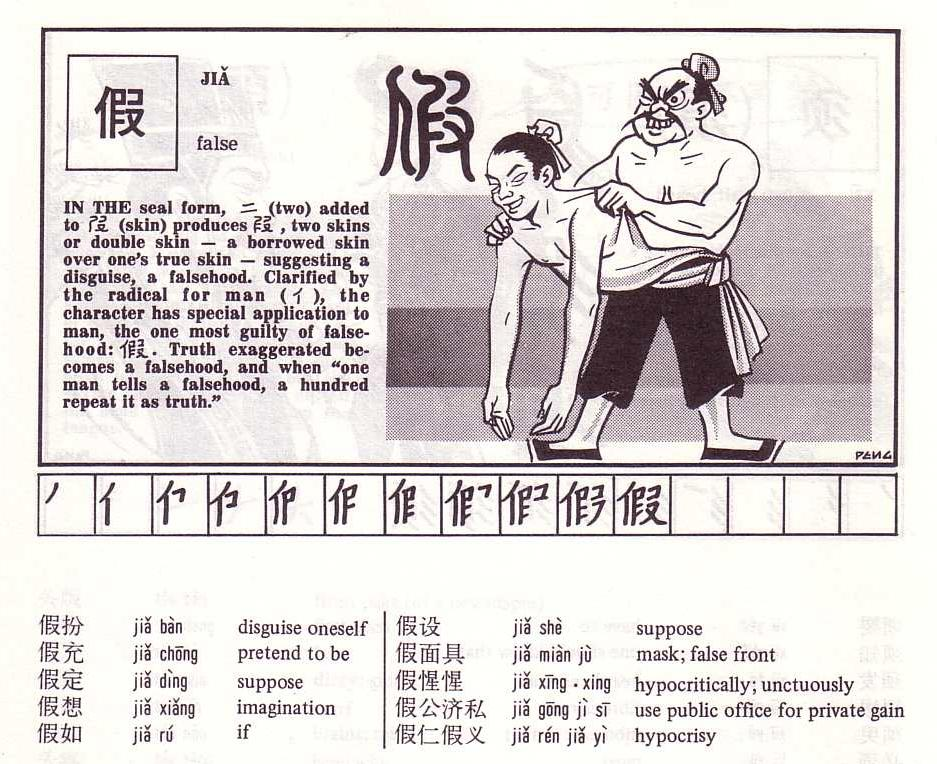 假
JIǍ
false
假
IN THE seal form, 二 (two) added
to 𠬝 (skin) produces 叚, two skins
or double skin — a borrowed skin
over one's true skin — suggesting a
disguise, a falsehood. Clarified by
the radical for man (亻), the
character has special application to
man, the one most guilty of false-
hood: 假. Truth exaggerated be-
comes a falsehood, and when "one
man tells a falsehood, a hundred
repeat it as truth."
PENG
假
假扮 jiǎ bàn disguise oneself
假充 jiǎ chōng pretend to be
假定 jiǎ dìng suppose
假想 jiǎ xiǎng imagination
假如 jiǎ rú if
假设 jiǎ shè suppose
假面具 jiǎ miàn jù mask; false front
假惺惺 jiǎ xīng · xing hypocritically; unctuously
假公济私 jiǎ gōng jì sī use public office for private gain
假仁假义 jiǎ rén jiǎ yì hypocrisy